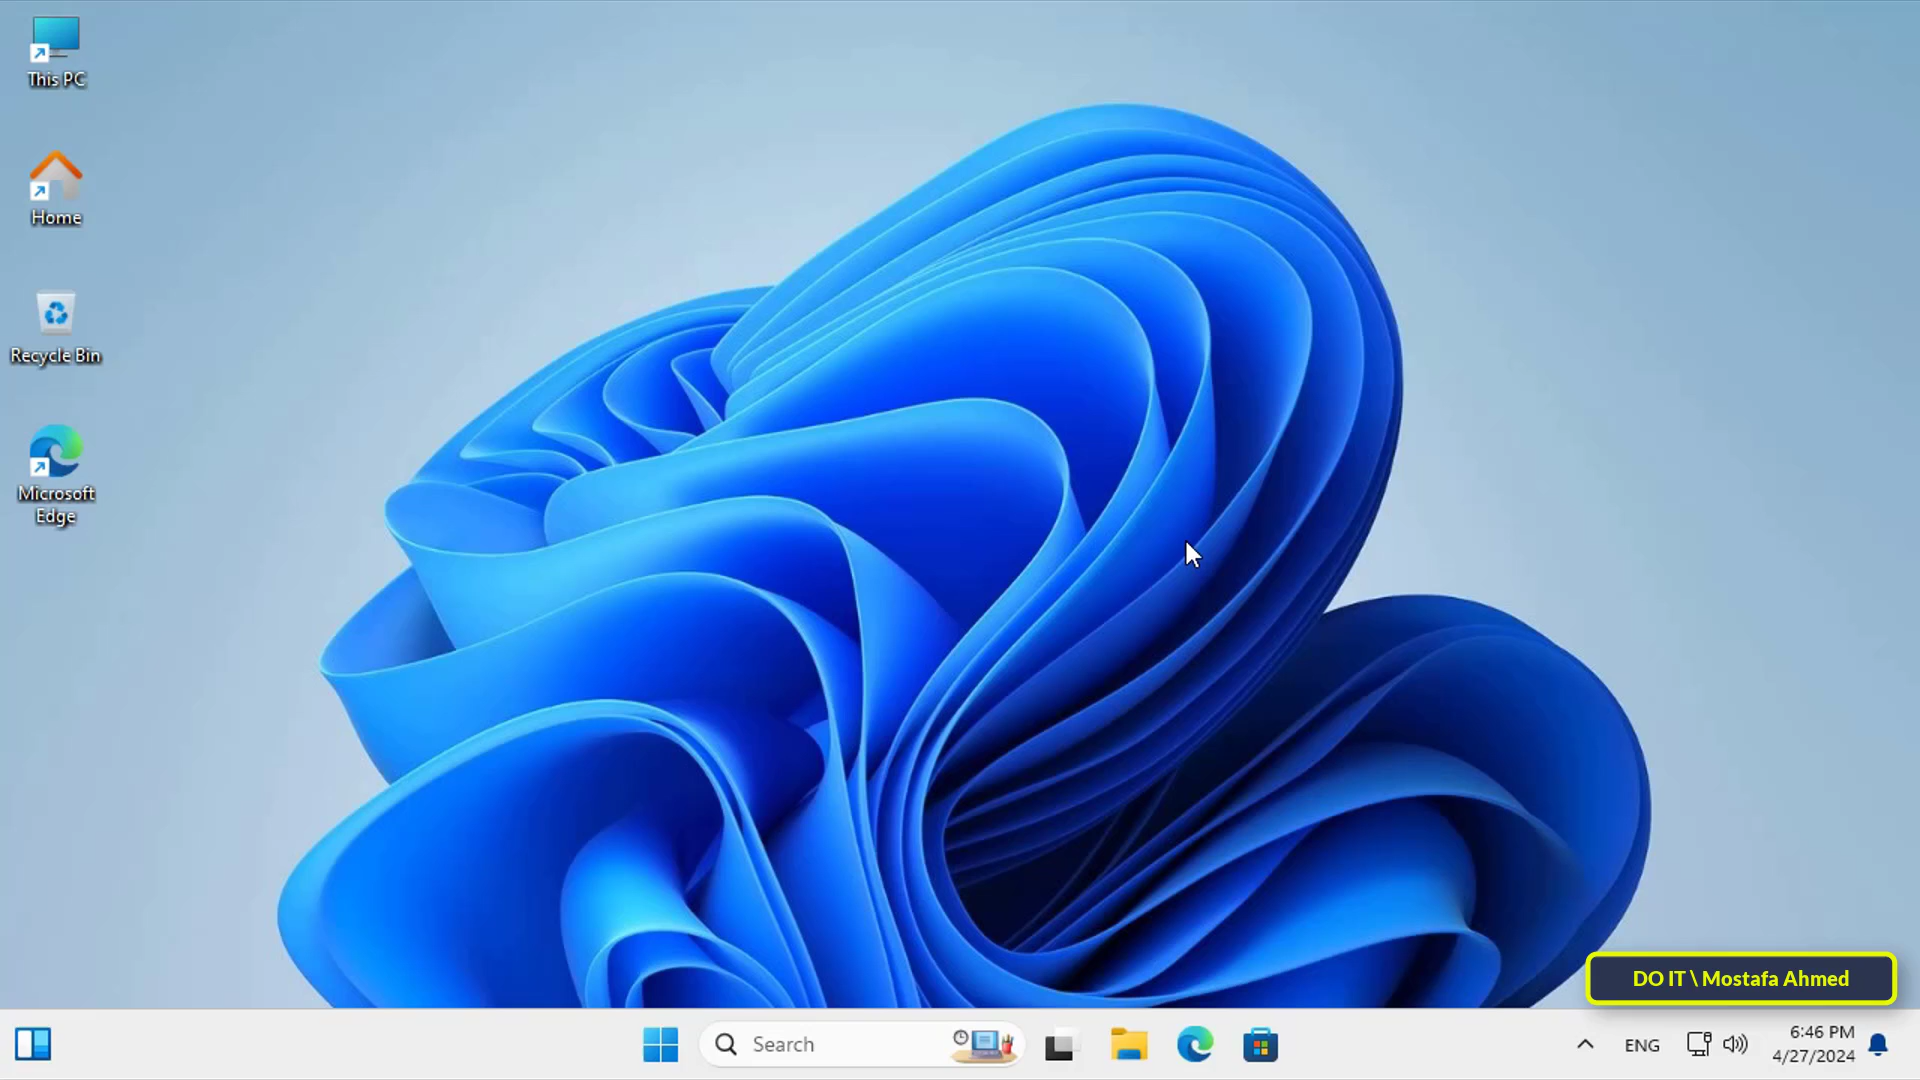 This PC
Home
Recycle Bin
Microsoft
Edge
DO IT \ Mostafa Ahmed
Search
ENG
6:46 PM
4/27/2024